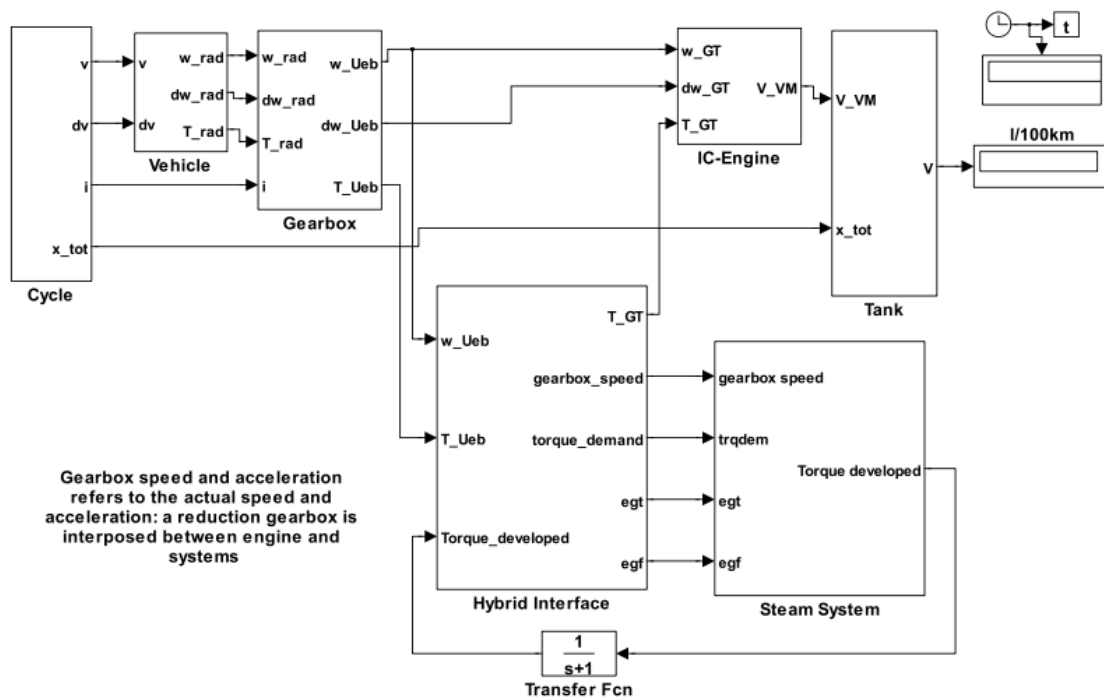 v
dv
i
x_tot
Cycle
v
dv
w_rad
dw_rad
T_rad
Vehicle
w_rad
dw_rad
T_rad
i
w_Ueb
dw_Ueb
T_Ueb
Gearbox
w_GT
dw_GT
T_GT
V_VM
IC-Engine
V_VM
x_tot
V
Tank
t
l/100km
w_Ueb
T_Ueb
Torque_developed
T_GT
gearbox_speed
torque_demand
egt
egf
Hybrid Interface
gearbox speed
trqdem
egt
egf
Torque developed
Steam System
1
s+1
Transfer Fcn
Gearbox speed and acceleration
refers to the actual speed and
acceleration: a reduction gearbox is
interposed between engine and
systems